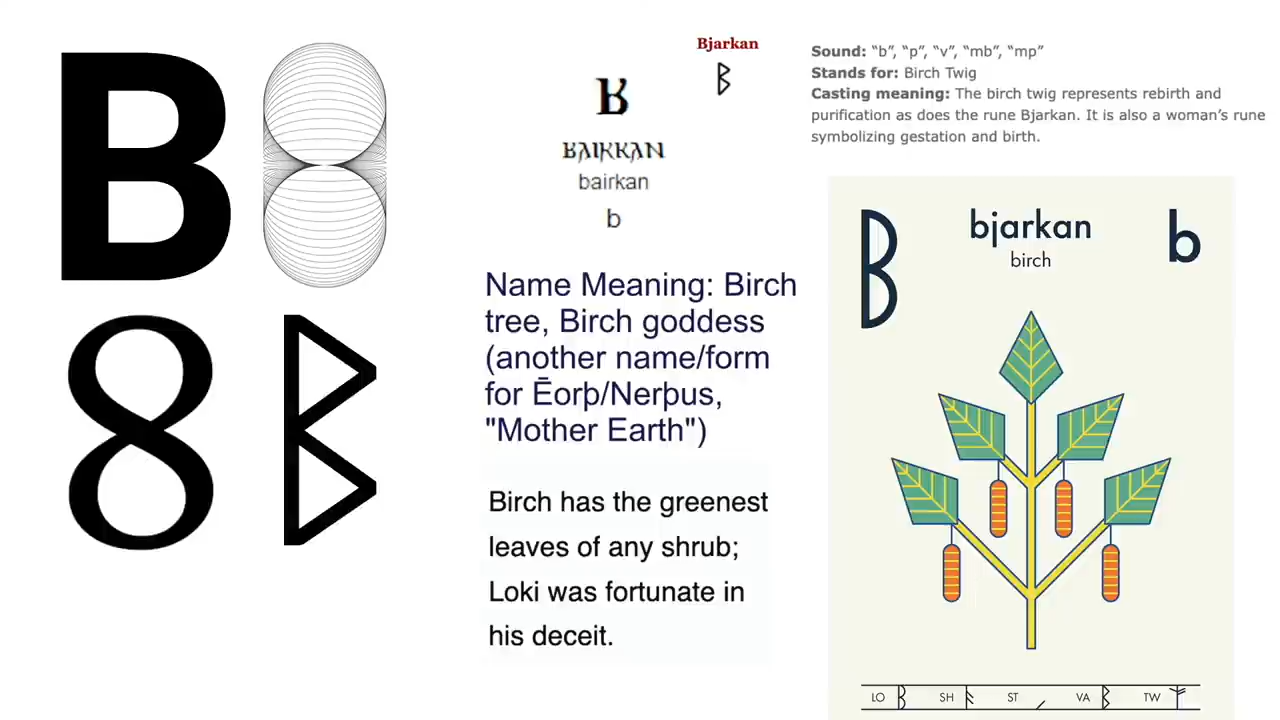 B
8
ᛒ
Bjarkan
ᛒ
bairkan
b
Sound: “b”, “p”, “v”, “mb”, “mp”
Stands for: Birch Twig
Casting meaning: The birch twig represents rebirth and
purification as does the rune Bjarkan. It is also a woman’s rune
symbolizing gestation and birth.
Name Meaning: Birch
tree, Birch goddess
(another name/form
for Ēorþ/Nerþus,
"Mother Earth")
Birch has the greenest
leaves of any shrub;
Loki was fortunate in
his deceit.
ᛒ
bjarkan
b
birch
LO ᛒ SH ST VA ᛒ TW